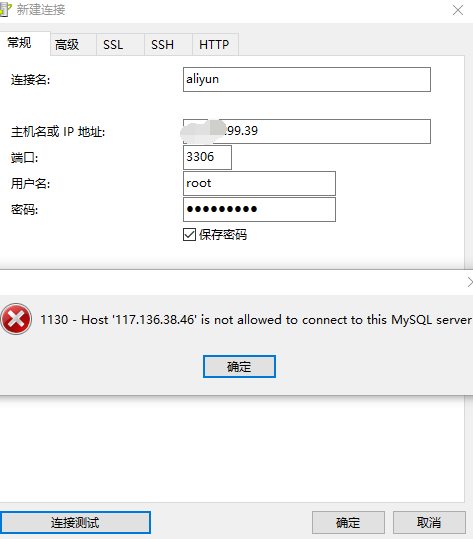 新建连接
常规 高级 SSL SSH HTTP
连接名: aliyun
主机名或 IP 地址: .99.39
端口: 3306
用户名: root
密码: ●●●●●●●●●
保存密码
1130 - Host '117.136.38.46' is not allowed to connect to this MySQL server
确定
连接测试 确定 取消